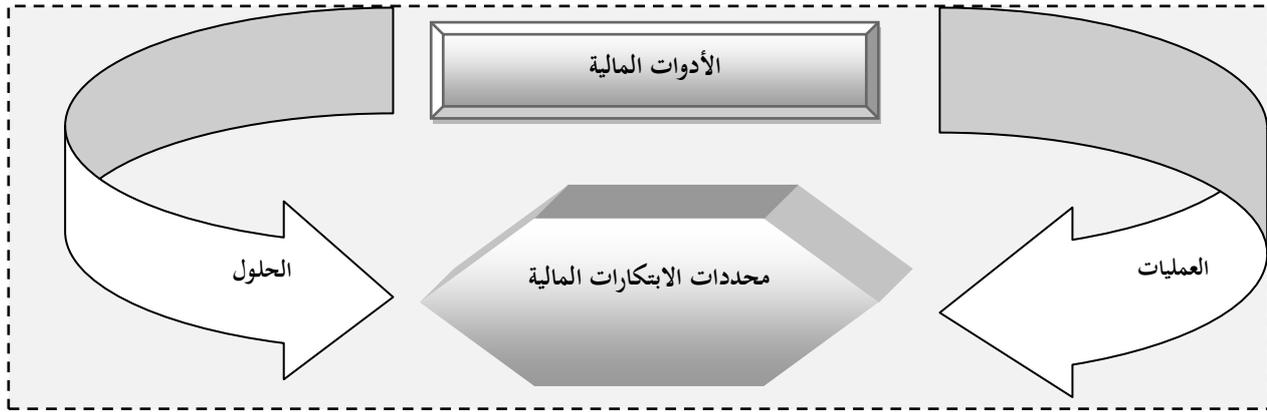 الأدوات المالية
العمليات
محددات الابتكارات المالية
الحلول